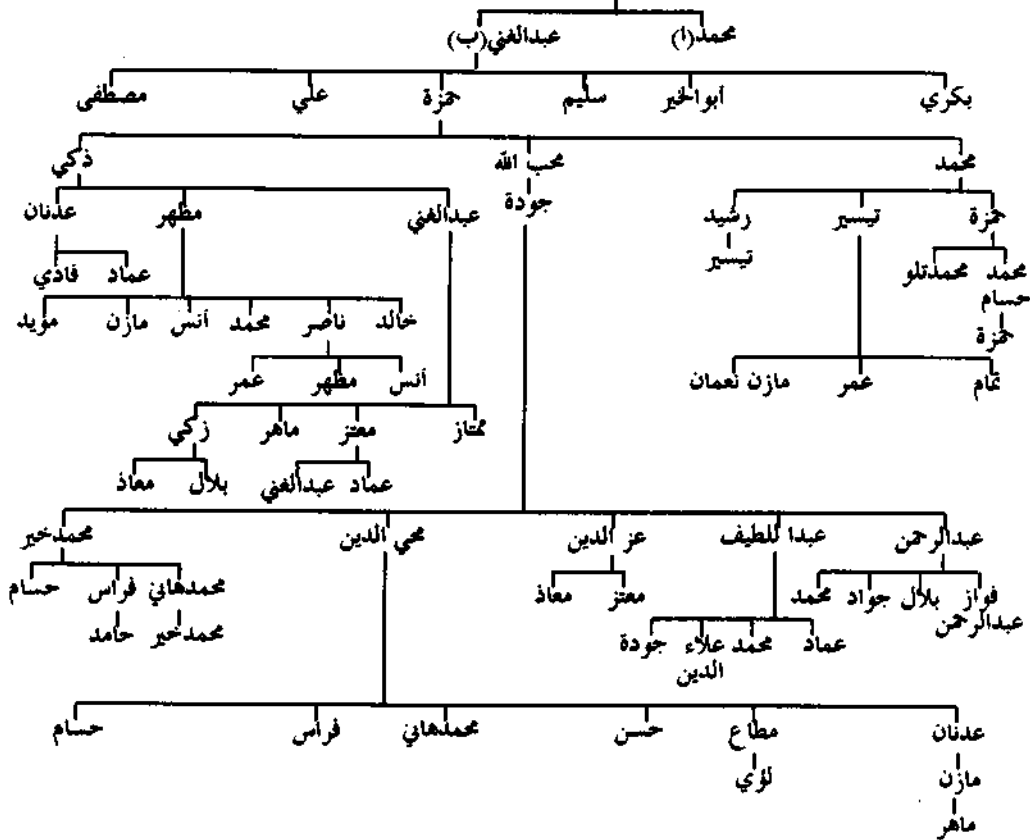 محمد(ا) عبدالغني(ب)
بكري أبو الخير سليم حمزة علي مصطفى
محمد محب الله ذكي
حمزة تيسير رشيد جودة عبدالغني مظهر عدنان
محمد محمدتلو تيسير عماد فادي
حسام
حمزة
خالد ناصر محمد أنس مازن مؤيد
أنس مظهر عمر
تمام عمر مازن نعمان
ممتاز معتز ماهر زكي
عماد عبدالغني بلال معاذ
عبدالرحمن عبدا للطيف عز الدين محي الدين محمدخير
فواز بلال جواد محمد معتز معاذ محمدهاني فراس حسام
عبدالرحمن
عماد محمد علاء جودة محمدخير حامد
الدين
عدنان مطاع حسن محمدهاني فراس حسام
مازن لؤي
ماهر